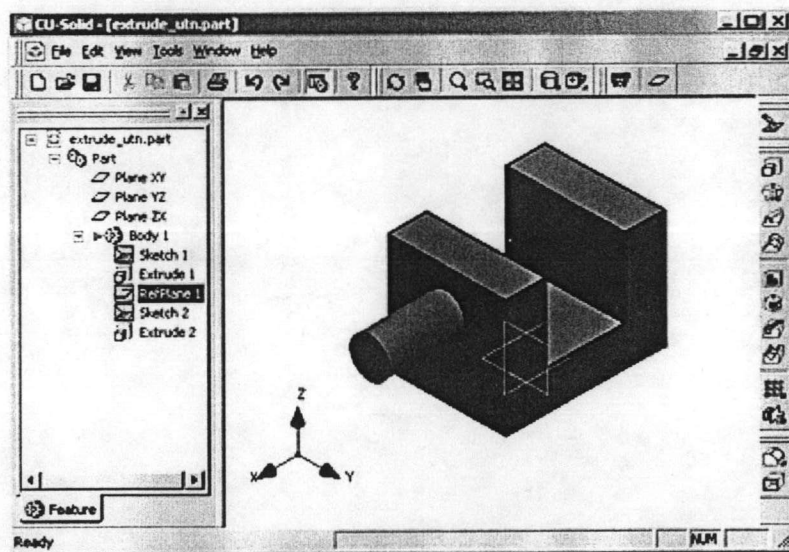 CU-Solid - [extrude_utn.part]
File Edit View Tools Window Help
extrude_utn.part
Part
Plane XY
Plane YZ
Plane ZX
Body 1
Sketch 1
Extrude 1
RefPlane 1
Sketch 2
Extrude 2
Z
X
Y
Feature
Ready
NUM